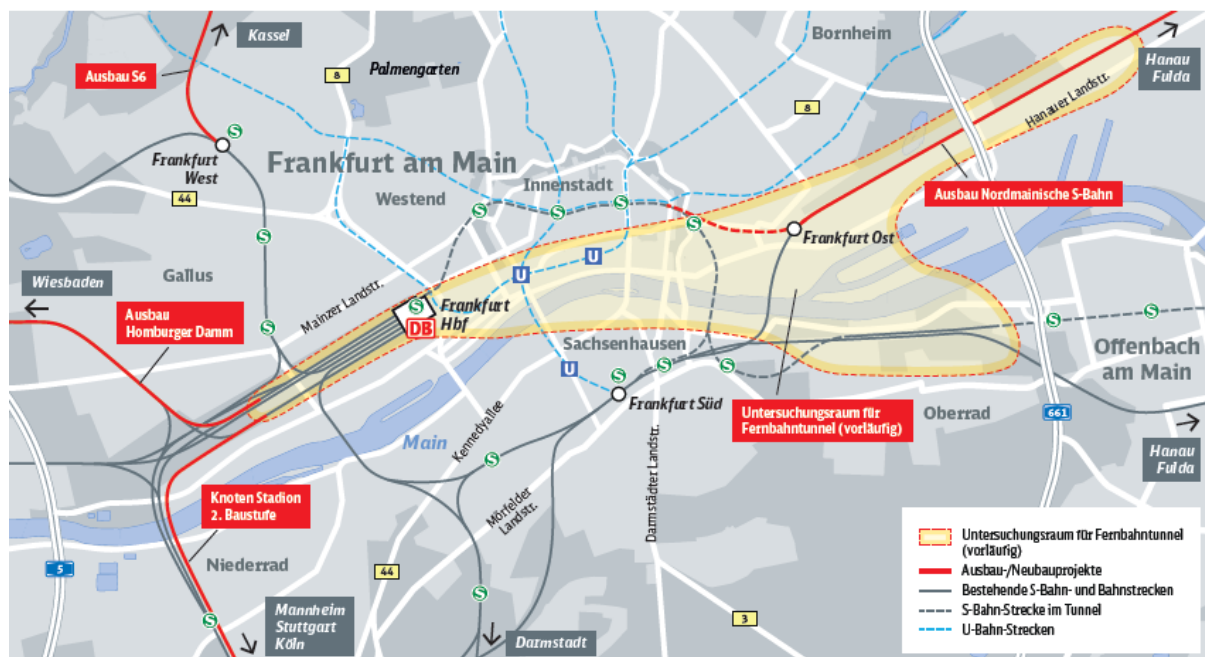 Kassel
Ausbau S6
8
Palmengarten
Bornheim
Hanau
Fulda
8
Hanauer Landstr.
S
Frankfurt
West
Frankfurt am Main
44
Westend
Innenstadt
S
S
S
S
Ausbau Nordmainische S-Bahn
Frankfurt Ost
S
Gallus
U
U
Wiesbaden
Mainzer Landstr.
Ausbau
Homburger Damm
S
S
DB
Frankfurt
Hbf
Sachsenhausen
S
S
S
S
S
U
Offenbach
am Main
Frankfurt Süd
Untersuchungsraum für
Fernbahntunnel (vorläufig)
Oberrad
661
Main
Kennedyallee
Hanau
Fulda
S
Knoten Stadion
2. Baustufe
Mörfelder
Landstr.
Darmstädter Landstr.
5
Niederrad
44
S
S
3
Mannheim
Stuttgart
Köln
Darmstadt
Untersuchungsraum für Fernbahntunnel
(vorläufig)
Ausbau-/Neubauprojekte
Bestehende S-Bahn- und Bahnstrecken
S-Bahn-Strecke im Tunnel
U-Bahn-Strecken